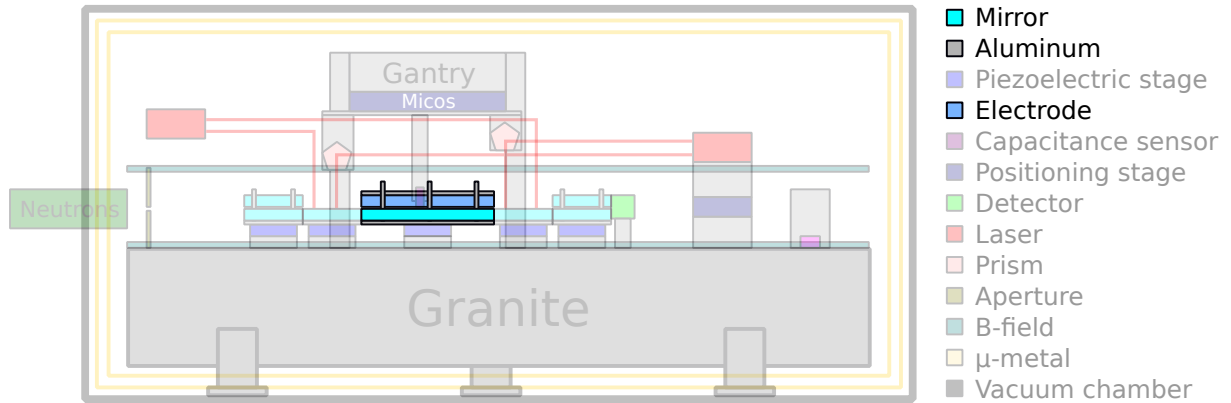 Gantry
Micos
Neutrons
Granite
Mirror
Aluminum
Piezoelectric stage
Electrode
Capacitance sensor
Positioning stage
Detector
Laser
Prism
Aperture
B-field
μ-metal
Vacuum chamber